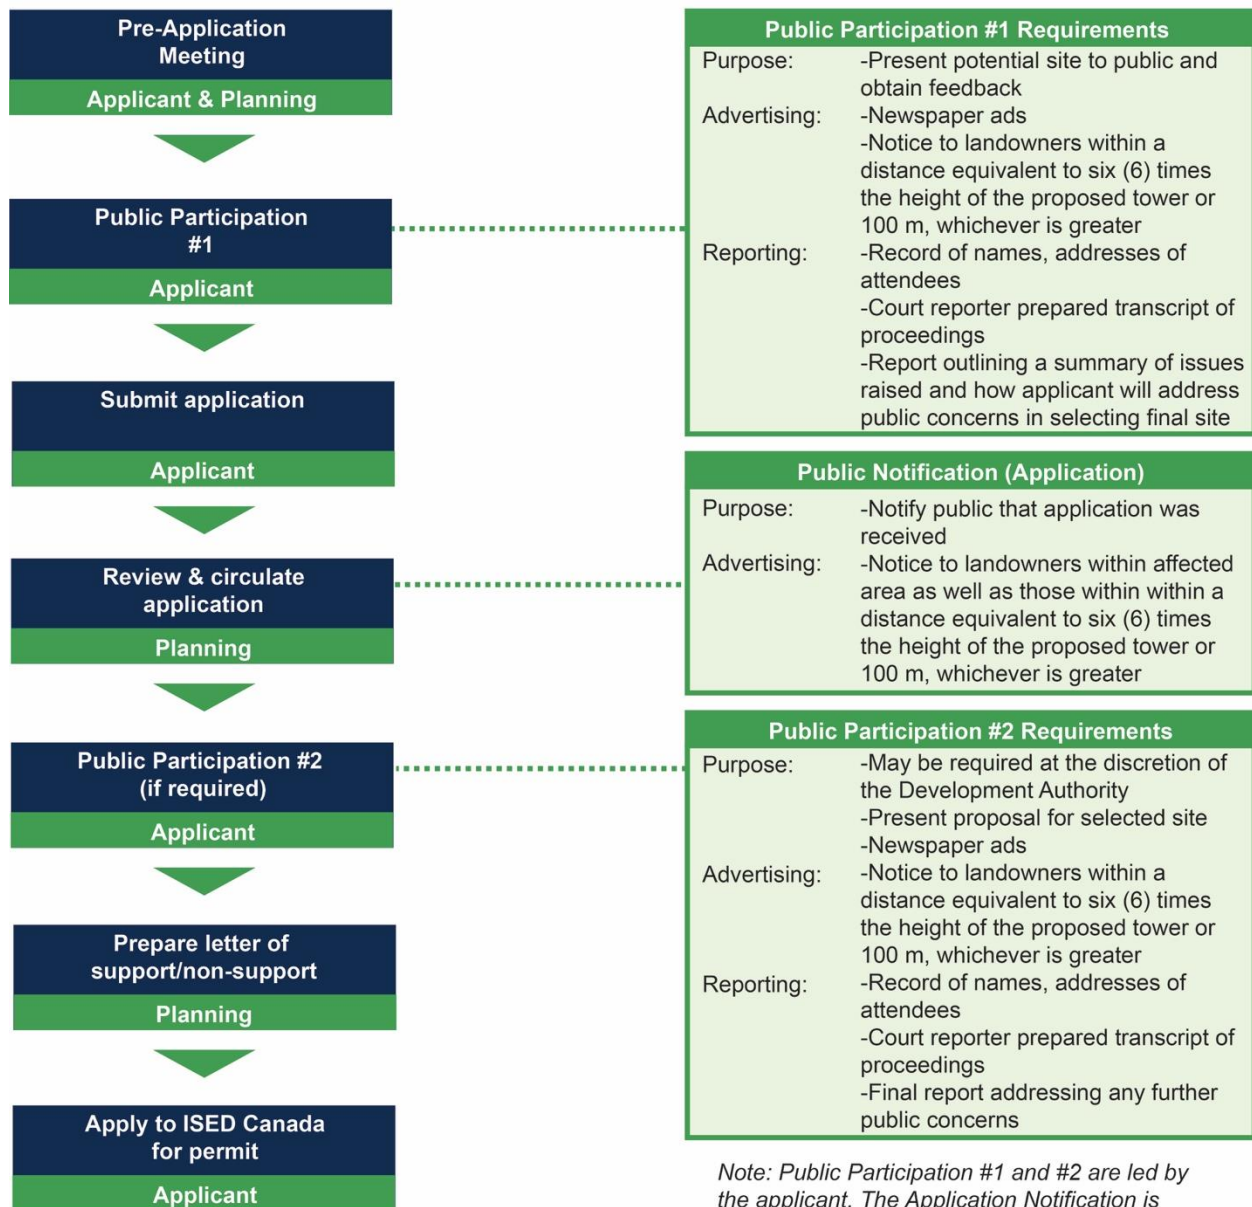 Pre-Application
Meeting
Applicant & Planning
Public Participation
#1
Applicant
Submit application
Applicant
Review & circulate
application
Planning
Public Participation #2
(if required)
Applicant
Prepare letter of
support/non-support
Planning
Apply to ISED Canada
for permit
Applicant
Public Participation #1 Requirements
Purpose: -Present potential site to public and
obtain feedback
Advertising: -Newspaper ads
-Notice to landowners within a
distance equivalent to six (6) times
the height of the proposed tower or
100 m, whichever is greater
Reporting: -Record of names, addresses of
attendees
-Court reporter prepared transcript of
proceedings
-Report outlining a summary of issues
raised and how applicant will address
public concerns in selecting final site
Public Notification (Application)
Purpose: -Notify public that application was
received
Advertising: -Notice to landowners within affected
area as well as those within within a
distance equivalent to six (6) times
the height of the proposed tower or
100 m, whichever is greater
Public Participation #2 Requirements
Purpose: -May be required at the discretion of
the Development Authority
-Present proposal for selected site
-Newspaper ads
Advertising: -Notice to landowners within a
distance equivalent to six (6) times
the height of the proposed tower or
100 m, whichever is greater
Reporting: -Record of names, addresses of
attendees
-Court reporter prepared transcript of
proceedings
-Final report addressing any further
public concerns
Note: Public Participation #1 and #2 are led by
the applicant. The Application Notification is